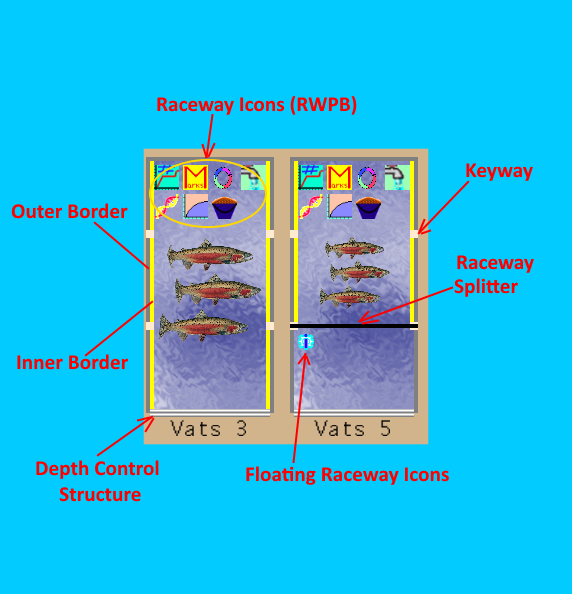 Raceway Icons (RWPB)
Keyway
Outer Border
Raceway
Splitter
Inner Border
Vats 3
Vats 5
Depth Control
Structure
Floating Raceway Icons